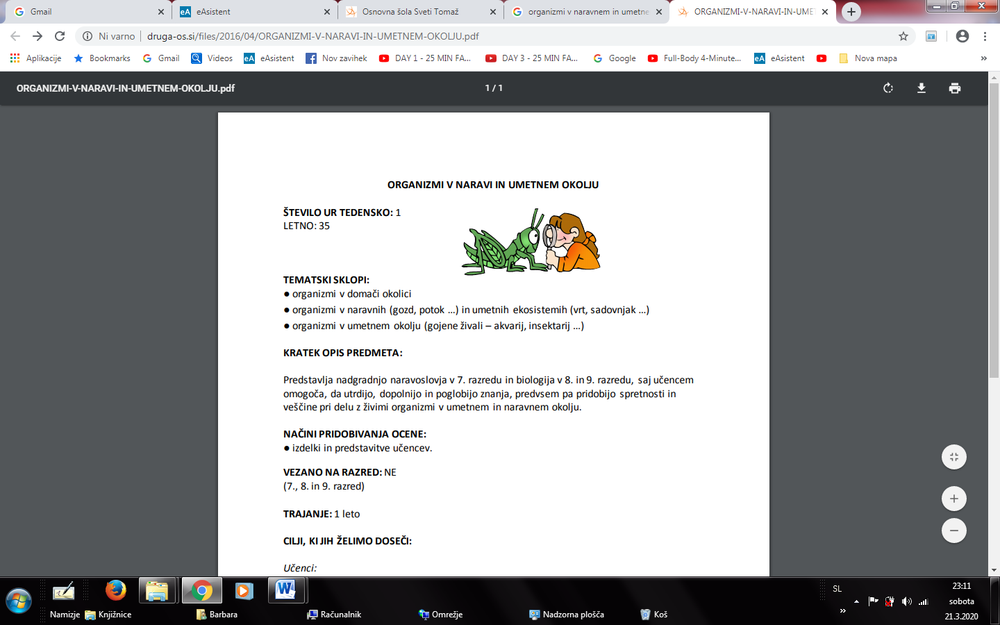 Gmail
eAsistent
Osnovna šola Sveti Tomaž
organizmi v naravnem in umetne
ORGANIZMI-V-NARAVI-IN-UMET
Ni varno
druga-os.si/files/2016/04/ORGANIZMI-V-NARAVI-IN-UMETNEM-OKOLJU.pdf
Aplikacije
Bookmarks
Gmail
Videos
eAsistent
Nov zavihek
DAY 1 - 25 MIN FA...
DAY 3 - 25 MIN FA...
Google
Full-Body 4-Minute...
eAsistent
Nova mapa
»
ORGANIZMI-V-NARAVI-IN-UMETNEM-OKOLJU.pdf
1 / 1
ORGANIZMI V NARAVI IN UMETNEM OKOLJU
ŠTEVILO UR TEDENSKO: 1
LETNO: 35
TEMATSKI SKLOPI:
● organizmi v domači okolici
● organizmi v naravnih (gozd, potok …) in umetnih ekosistemih (vrt, sadovnjak …)
● organizmi v umetnem okolju (gojene živali – akvarij, insektarij …)
KRATEK OPIS PREDMETA:
Predstavlja nadgradnjo naravoslovja v 7. razredu in biologija v 8. in 9. razredu, saj učencem
omogoča, da utrdijo, dopolnijo in poglobijo znanja, predvsem pa pridobijo spretnosti in
veščine pri delu z živimi organizmi v umetnem in naravnem okolju.
NAČINI PRIDOBIVANJA OCENE:
● izdelki in predstavitve učencev.
VEZANO NA RAZRED: NE
(7., 8. in 9. razred)
TRAJANJE: 1 leto
CILJI, KI JIH ŽELIMO DOSEČI:
Učenci:
SL
23:11
sobota
21.3.2020
Namizje
Knjižnice
Barbara
Računalnik
Omrežje
Nadzorna plošča
Koš
»